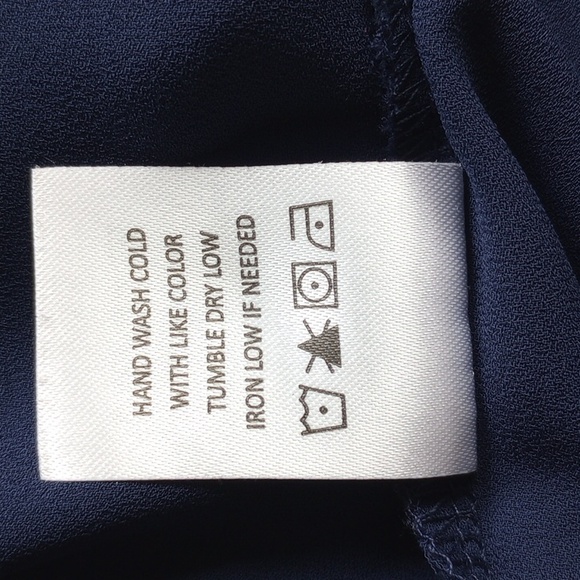 HAND WASH COLD
WITH LIKE COLOR
TUMBLE DRY LOW
IRON LOW IF NEEDED